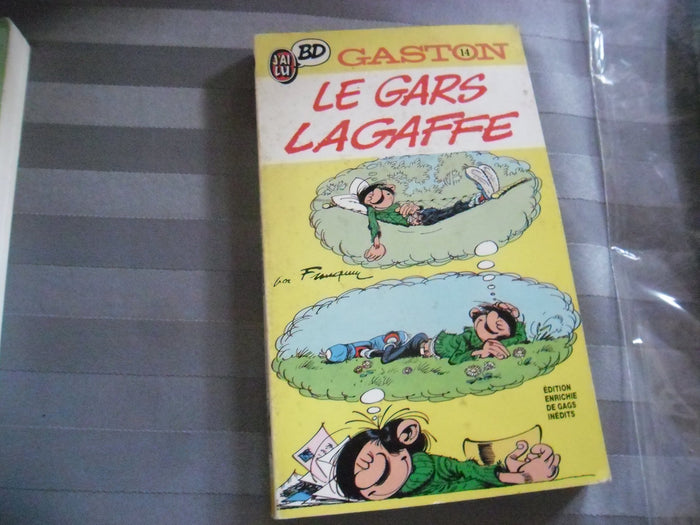 J'AI
LU
BD
GASTON
14
LE GARS
LAGAFFE
par Franquin
ÉDITION
ENRICHIE
DE GAGS
INÉDITS